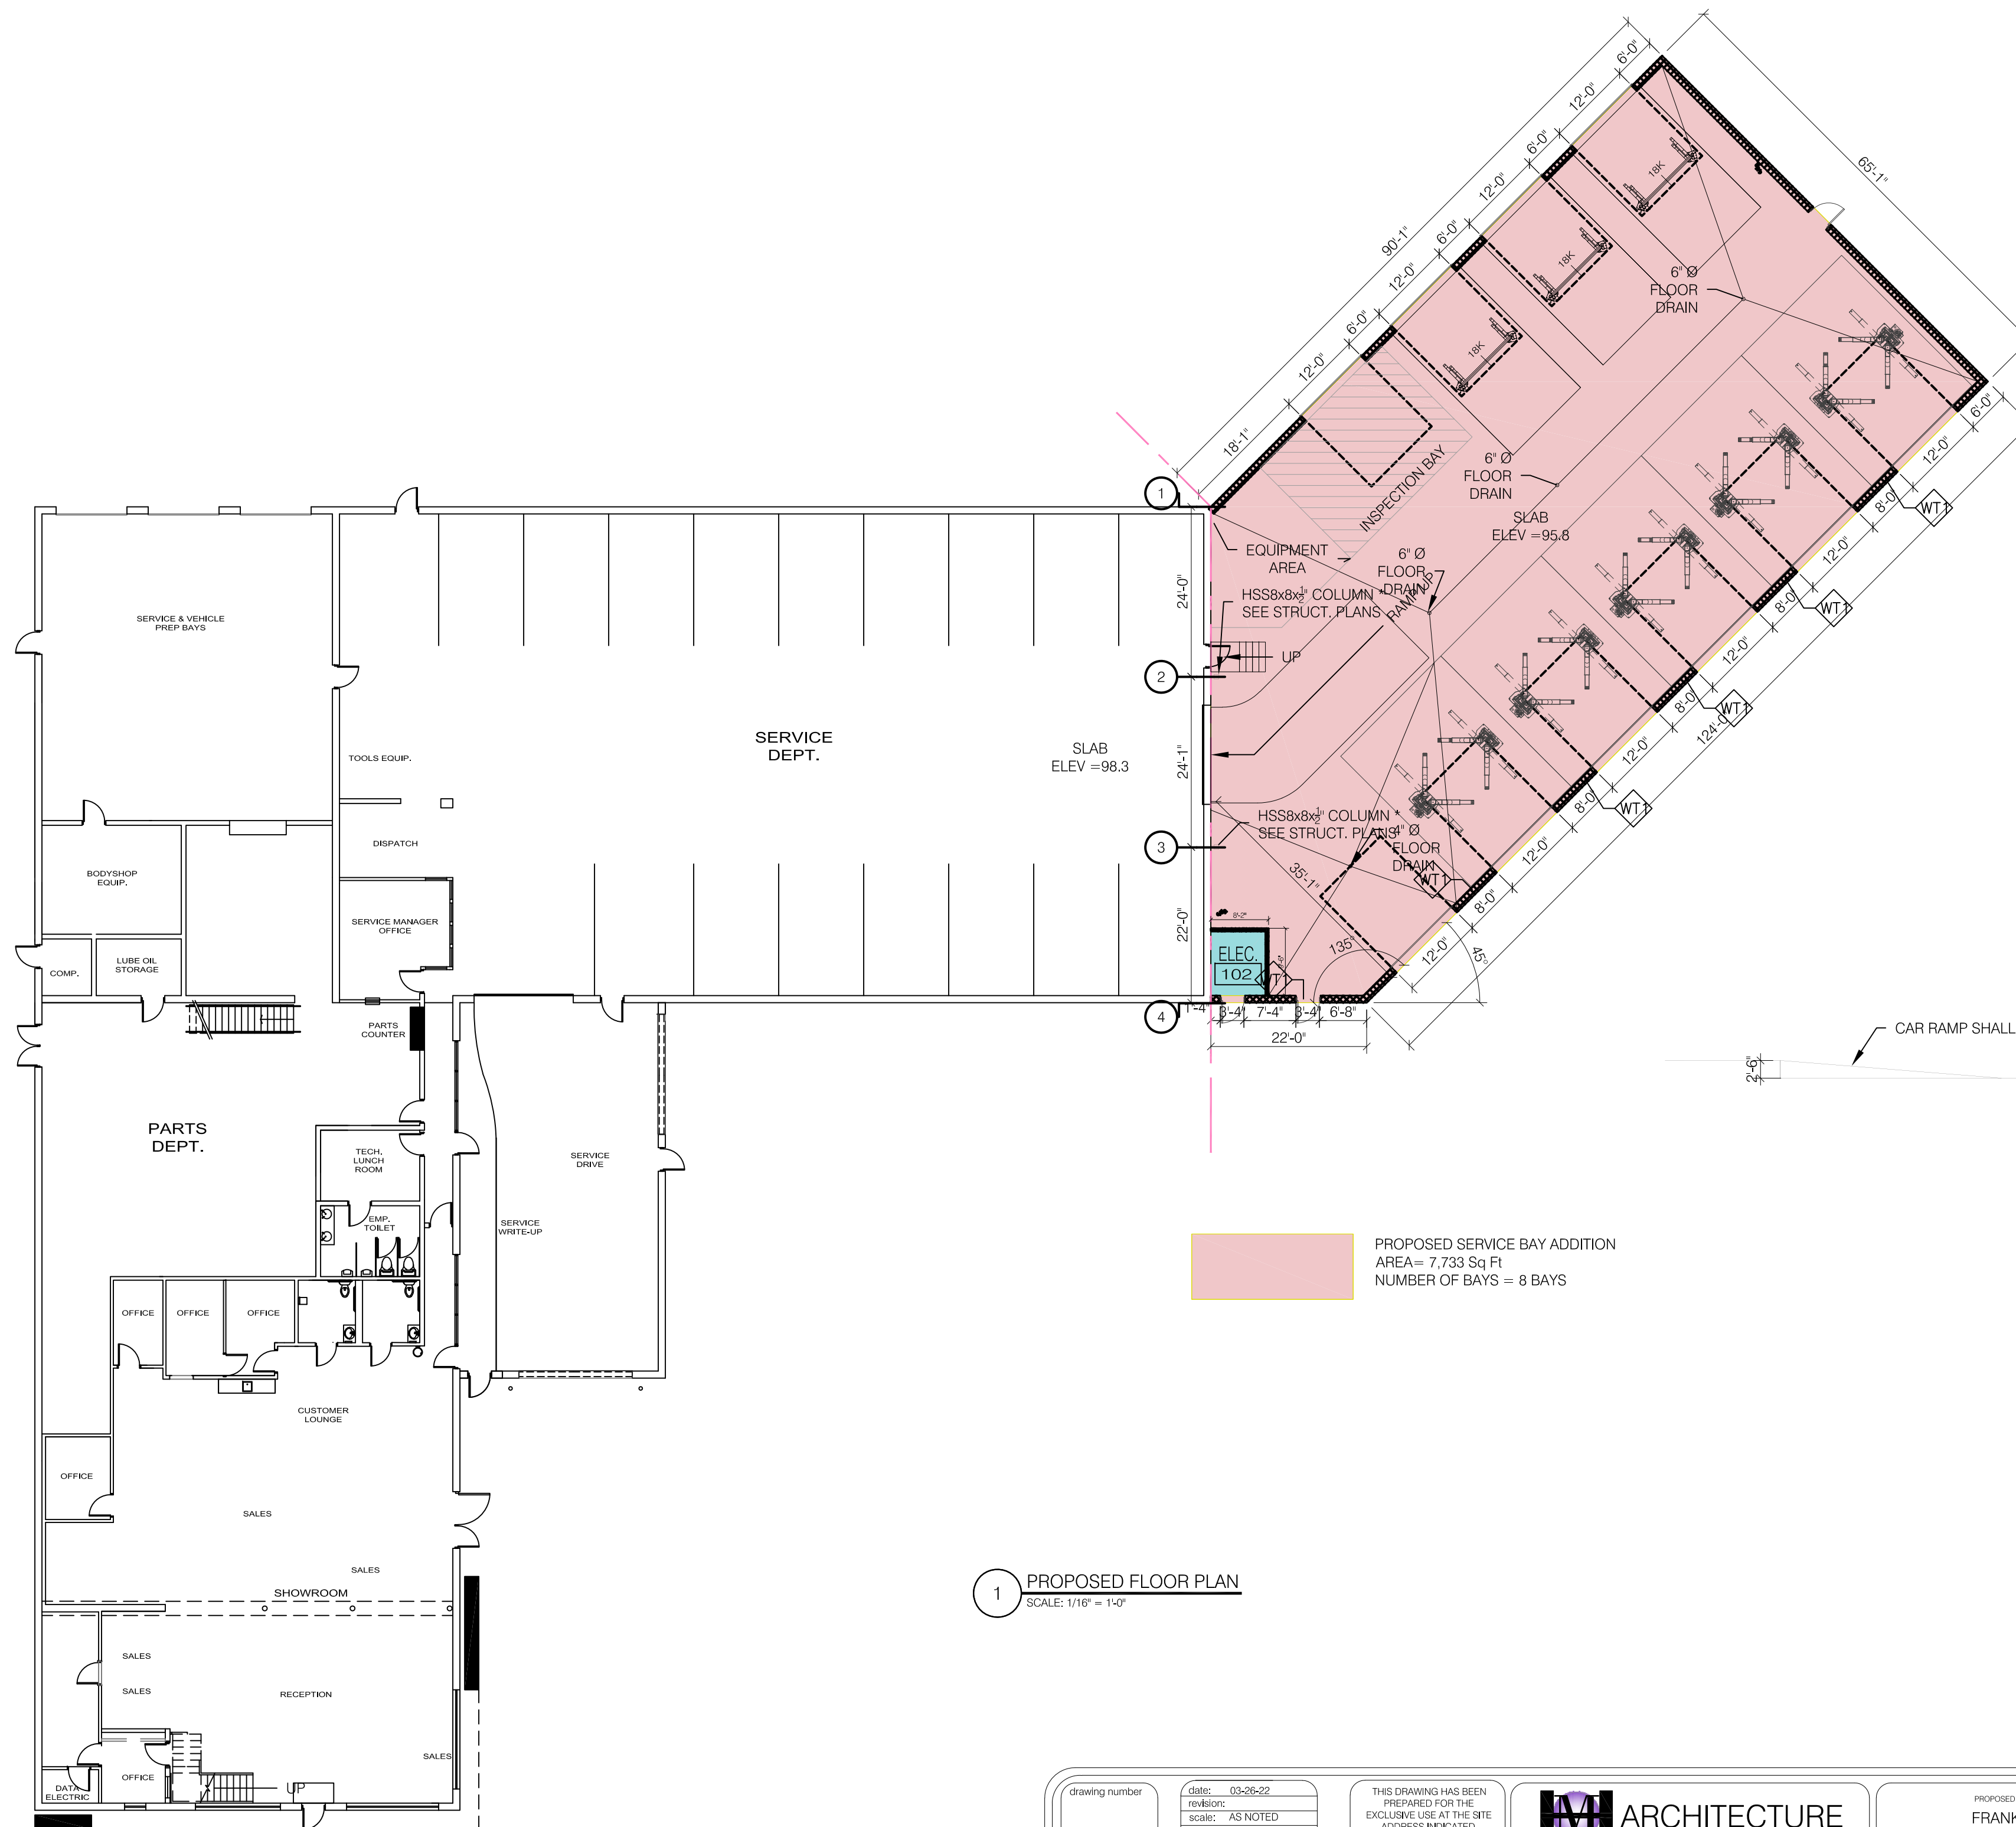 6'-0"
12'-0"
6'-0"
12'-0"
6'-0"
12'-0"
6'-0"
12'-0"
18'-1"
90'-1"
65'-1"
18K
18K
18K
6" Ø
FLOOR
DRAIN
6" Ø
FLOOR
DRAIN
SLAB
ELEV =95.8
INSPECTION BAY
6" Ø
FLOOR
DRAIN
RAMP UP
EQUIPMENT
AREA
HSS8x8x½" COLUMN *
SEE STRUCT. PLANS
UP
HSS8x8x½" COLUMN *
SEE STRUCT. PLANS
4" Ø
FLOOR
DRAIN
35'-1"
6'-0"
12'-0"
8'-0"
12'-0"
8'-0"
12'-0"
8'-0"
12'-0"
8'-0"
12'-0"
8'-0"
12'-0"
124'-0"
WT1
WT1
WT1
WT1
WT1
WT1
135°
45°
1
2
3
4
24'-0"
24'-1"
22'-0"
8'-2"
ELEC.
102
1'-4"
3'-4"
7'-4"
3'-4"
6'-8"
22'-0"
CAR RAMP SHALL
2'-6"
SERVICE & VEHICLE
PREP BAYS
TOOLS EQUIP.
SERVICE
DEPT.
SLAB
ELEV =98.3
DISPATCH
BODYSHOP
EQUIP.
SERVICE MANAGER
OFFICE
COMP.
LUBE OIL
STORAGE
PARTS
COUNTER
PARTS
DEPT.
TECH.
LUNCH
ROOM
SERVICE
DRIVE
EMP.
TOILET
SERVICE
WRITE-UP
OFFICE
OFFICE
OFFICE
CUSTOMER
LOUNGE
OFFICE
SALES
SALES
SHOWROOM
SALES
SALES
RECEPTION
SALES
OFFICE
DATA
ELECTRIC
UP
PROPOSED SERVICE BAY ADDITION
AREA= 7,733 Sq Ft
NUMBER OF BAYS = 8 BAYS
1
PROPOSED FLOOR PLAN
SCALE: 1/16" = 1'-0"
drawing number
date: 03-26-22
revision:
scale: AS NOTED
THIS DRAWING HAS BEEN
PREPARED FOR THE
EXCLUSIVE USE AT THE SITE
ADDRESS INDICATED
ARCHITECTURE
PROPOSED
FRANK